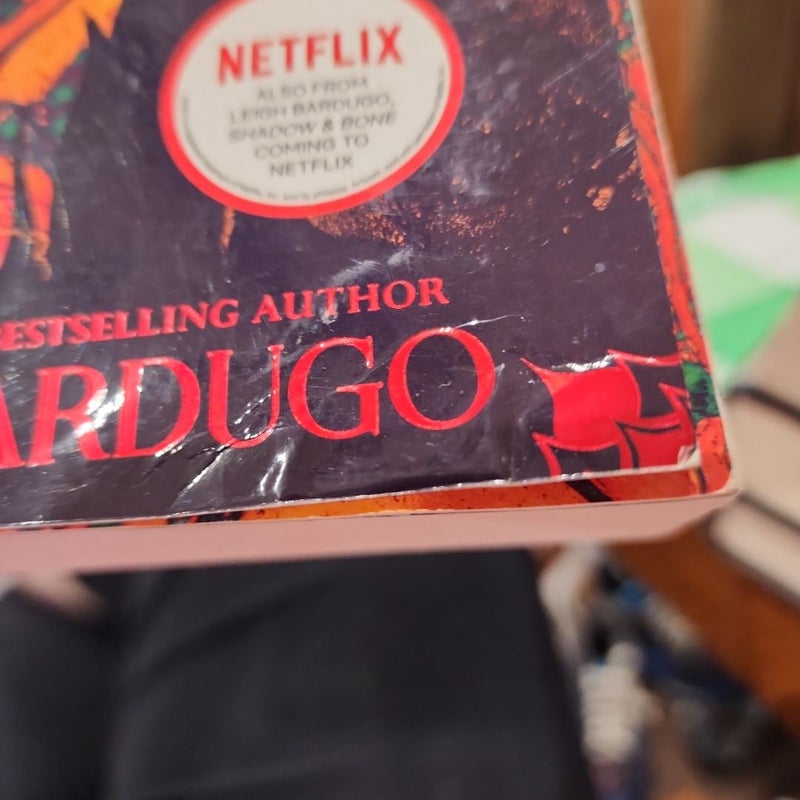 NETFLIX
ALSO FROM
LEIGH BARDUGO,
SHADOW & BONE
COMING TO
NETFLIX
BESTSELLING AUTHOR
ARDUGO